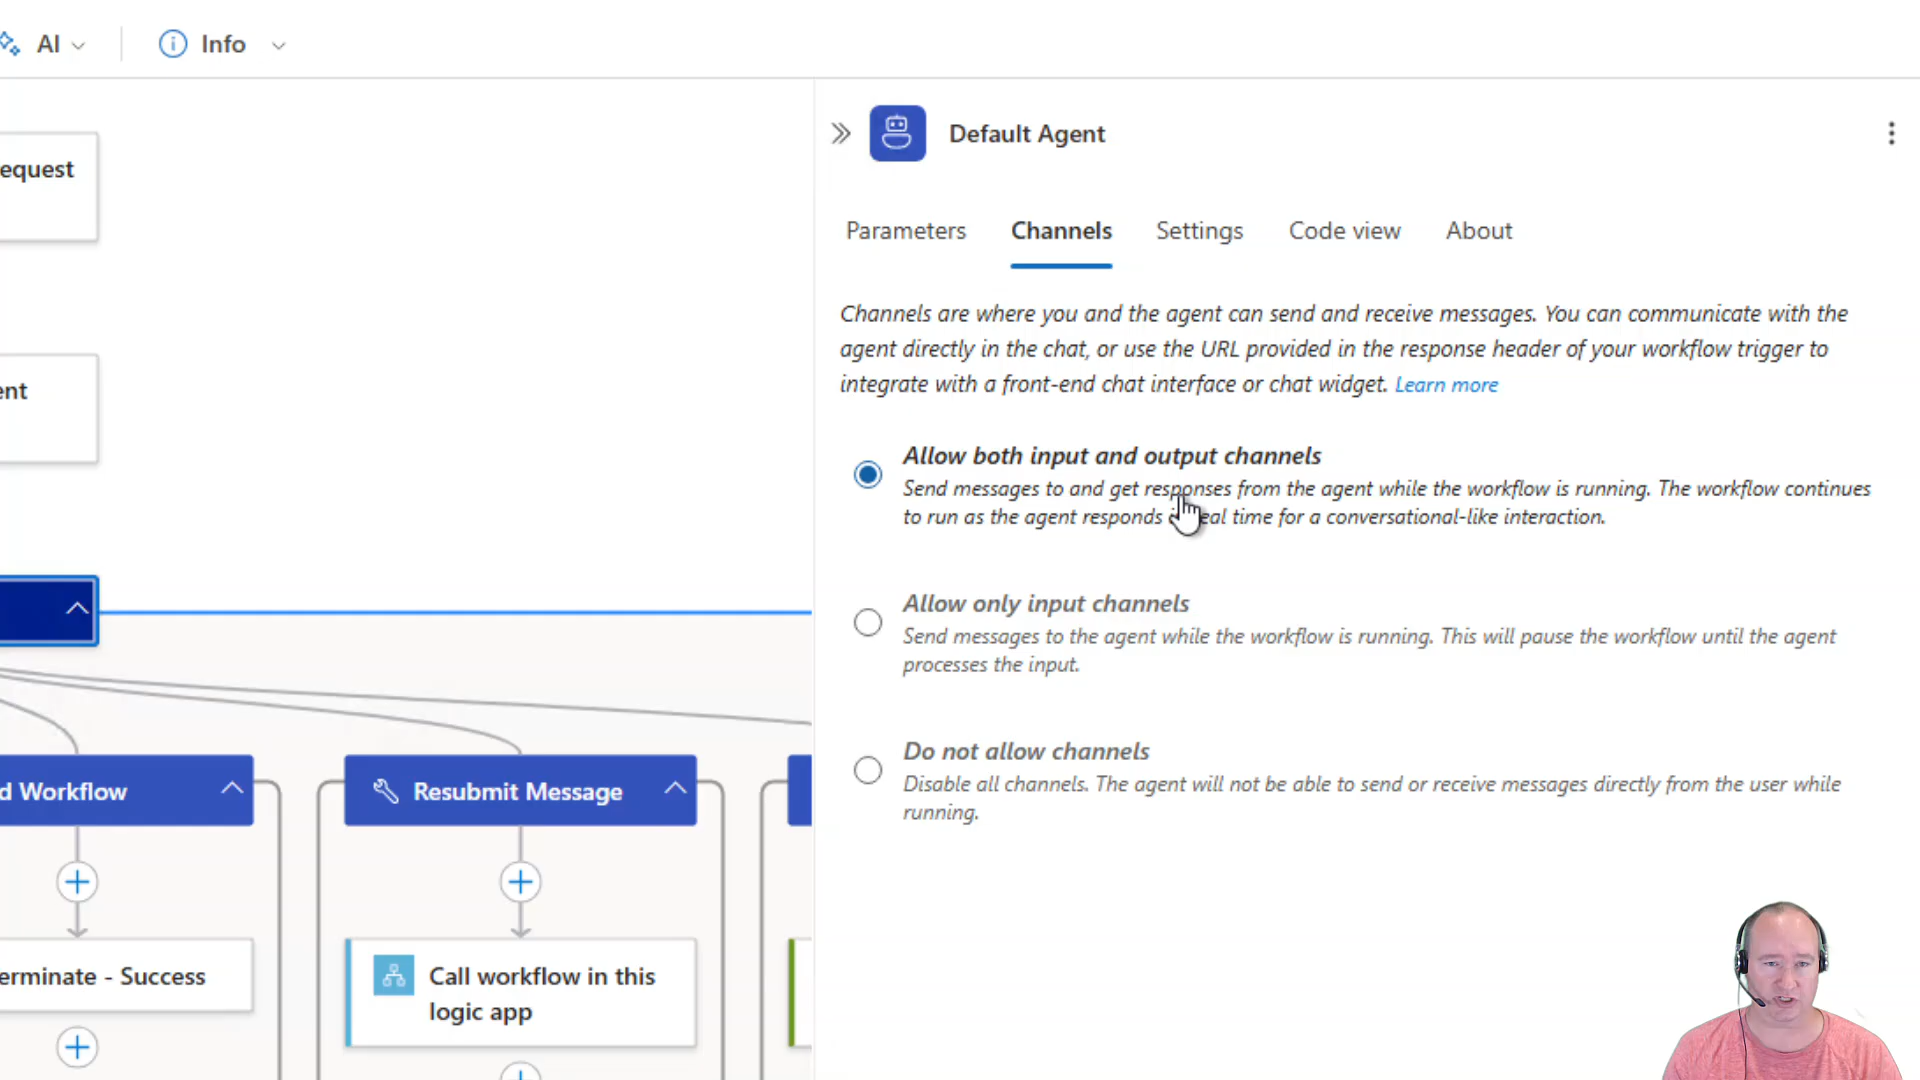 AI
Info
equest
ent
d Workflow
Resubmit Message
erminate - Success
Call workflow in this
logic app
Default Agent
Parameters
Channels
Settings
Code view
About
Channels are where you and the agent can send and receive messages. You can communicate with the
agent directly in the chat, or use the URL provided in the response header of your workflow trigger to
integrate with a front-end chat interface or chat widget. Learn more
Allow both input and output channels
Send messages to and get responses from the agent while the workflow is running. The workflow continues
to run as the agent responds eal time for a conversational-like interaction.
Allow only input channels
Send messages to the agent while the workflow is running. This will pause the workflow until the agent
processes the input.
Do not allow channels
Disable all channels. The agent will not be able to send or receive messages directly from the user while
running.